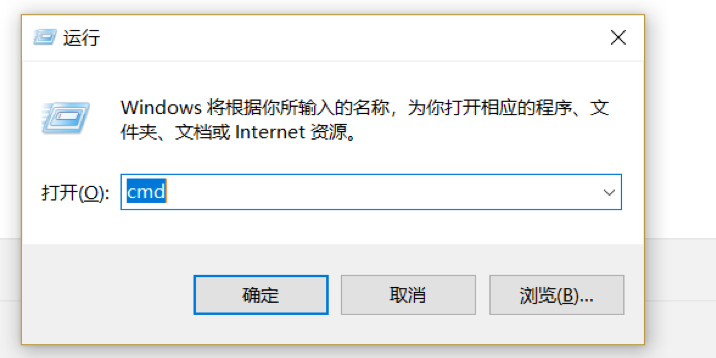 运行
Windows 将根据你所输入的名称，为你打开相应的程序、文
件夹、文档或 Internet 资源。
打开(O): cmd
确定 取消 浏览(B)...